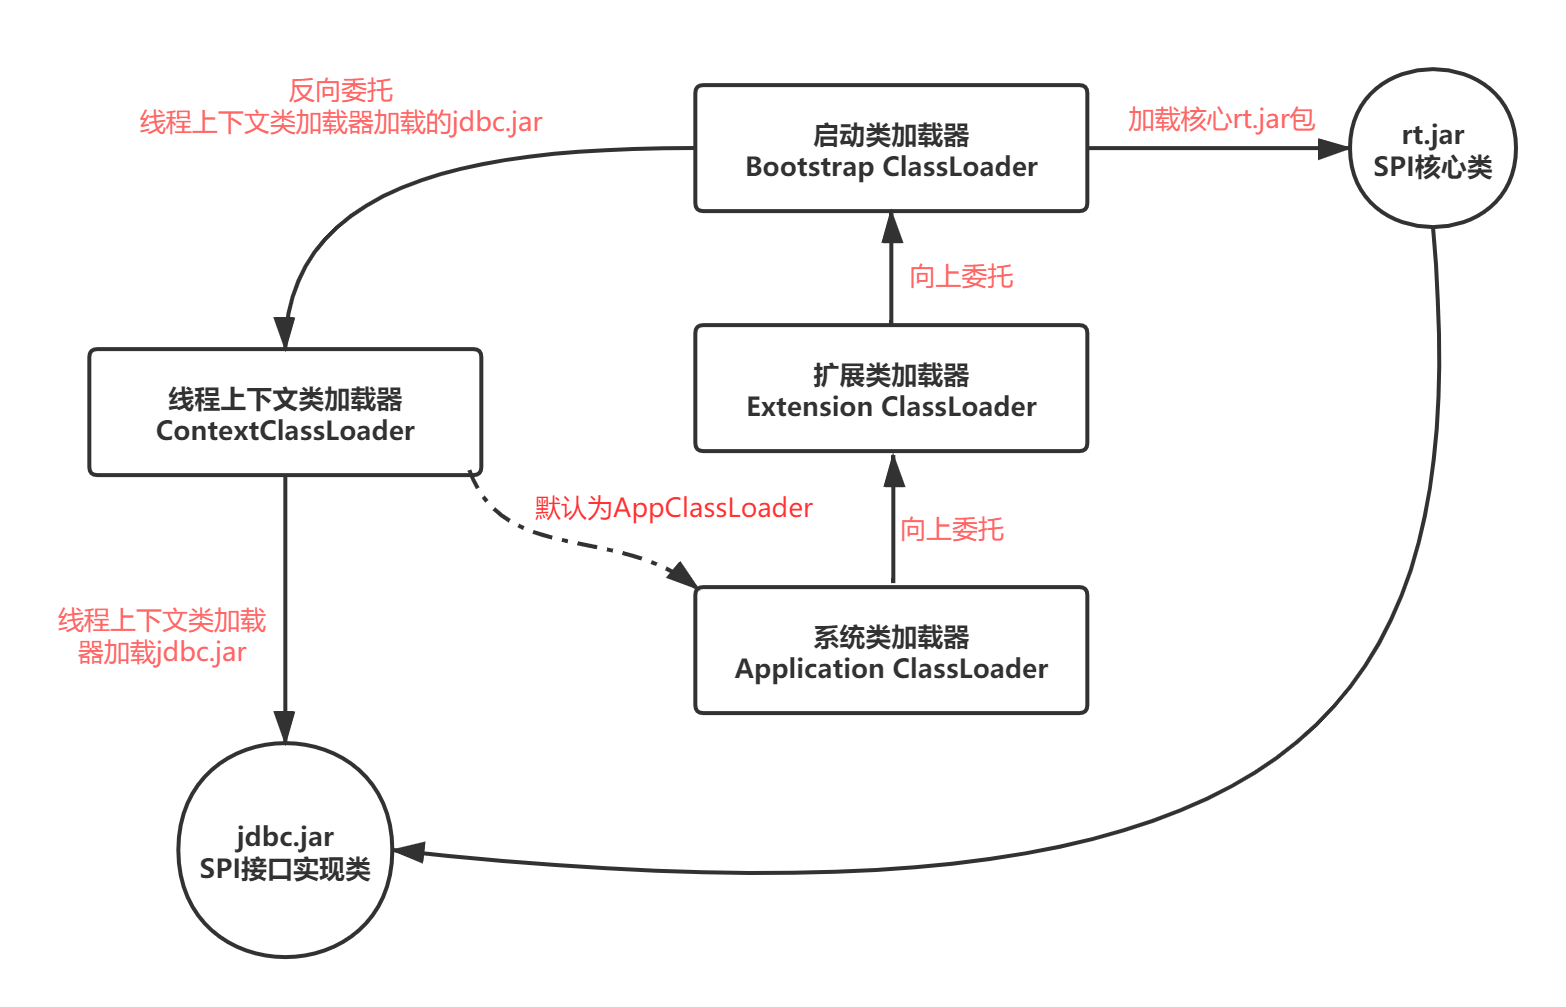 反向委托
线程上下文类加载器加载的jdbc.jar
启动类加载器
Bootstrap ClassLoader
加载核心rt.jar包
rt.jar
SPI核心类
向上委托
扩展类加载器
Extension ClassLoader
线程上下文类加载器
ContextClassLoader
默认为AppClassLoader
向上委托
系统类加载器
Application ClassLoader
线程上下文类加载
器加载jdbc.jar
jdbc.jar
SPI接口实现类